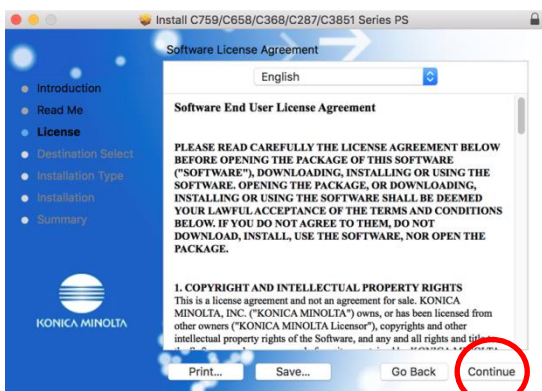 Install C759/C658/C368/C287/C3851 Series PS
Software License Agreement
Introduction
Read Me
License
Destination Select
Installation Type
Installation
Summary
KONICA MINOLTA
English
Software End User License Agreement
PLEASE READ CAREFULLY THE LICENSE AGREEMENT BELOW
BEFORE OPENING THE PACKAGE OF THIS SOFTWARE
("SOFTWARE"), DOWNLOADING, INSTALLING OR USING THE
SOFTWARE. OPENING THE PACKAGE, OR DOWNLOADING,
INSTALLING OR USING THE SOFTWARE SHALL BE DEEMED
YOUR LAWFUL ACCEPTANCE OF THE TERMS AND CONDITIONS
BELOW. IF YOU DO NOT AGREE TO THEM, DO NOT
DOWNLOAD, INSTALL, USE THE SOFTWARE, NOR OPEN THE
PACKAGE.
1. COPYRIGHT AND INTELLECTUAL PROPERTY RIGHTS
This is a license agreement and not an agreement for sale. KONICA
MINOLTA, INC. ("KONICA MINOLTA") owns, or has been licensed from
other owners ("KONICA MINOLTA Licensor"), copyrights and other
intellectual property rights of the Software, and any and all rights and title to
Print...
Save...
Go Back
Continue